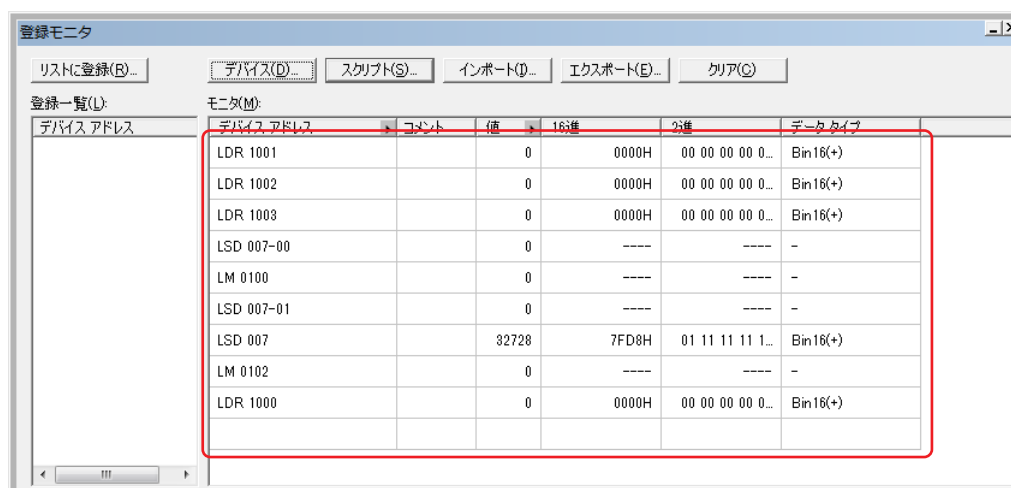 登録モニタ
リストに登録(R)... デバイス(D)... スクリプト(S)... インポート(I)... エクスポート(E)... クリア(C)
登録一覧(L): モニタ(M):
デバイス アドレス デバイス アドレス コメント 値 16進 2進 データ タイプ
LDR 1001 0 0000H 00 00 00 00 0... Bin16(+)
LDR 1002 0 0000H 00 00 00 00 0... Bin16(+)
LDR 1003 0 0000H 00 00 00 00 0... Bin16(+)
LSD 007-00 0 ---- ---- -
LM 0100 0 ---- ---- -
LSD 007-01 0 ---- ---- -
LSD 007 32728 7FD8H 01 11 11 11 1... Bin16(+)
LM 0102 0 ---- ---- -
LDR 1000 0 0000H 00 00 00 00 0... Bin16(+)